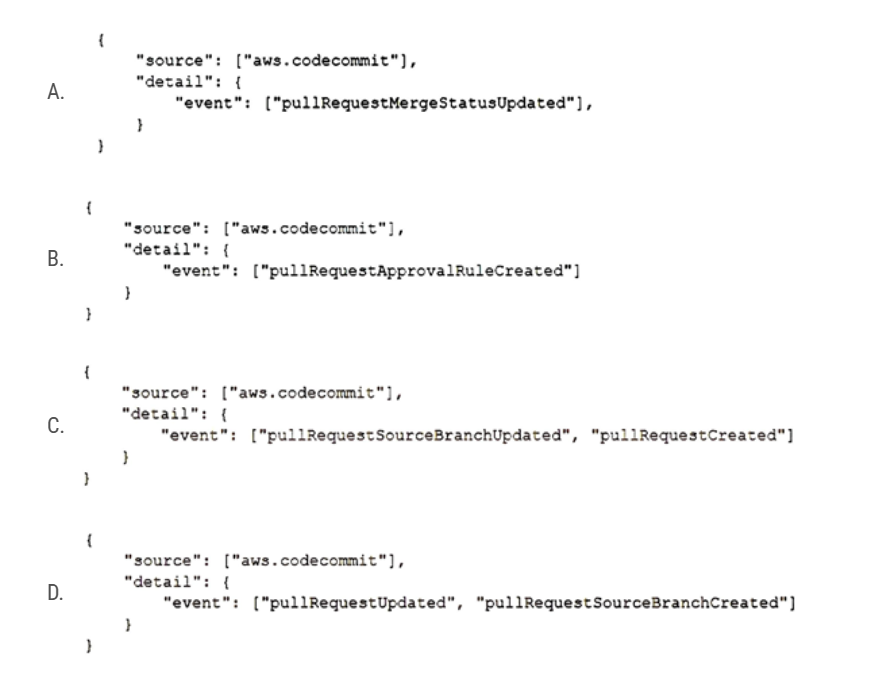 {
"source": ["aws.codecommit"],
"detail": {
A.
"event": ["pullRequestMergeStatusUpdated"],
}
}
{
"source": ["aws.codecommit"],
"detail": {
B.
"event": ["pullRequestApprovalRuleCreated"]
}
}
{
"source": ["aws.codecommit"],
"detail": {
C.
"event": ["pullRequestSourceBranchUpdated", "pullRequestCreated"]
}
}
{
"source": ["aws.codecommit"],
"detail": {
D.
"event": ["pullRequestUpdated", "pullRequestSourceBranchCreated"]
}
}